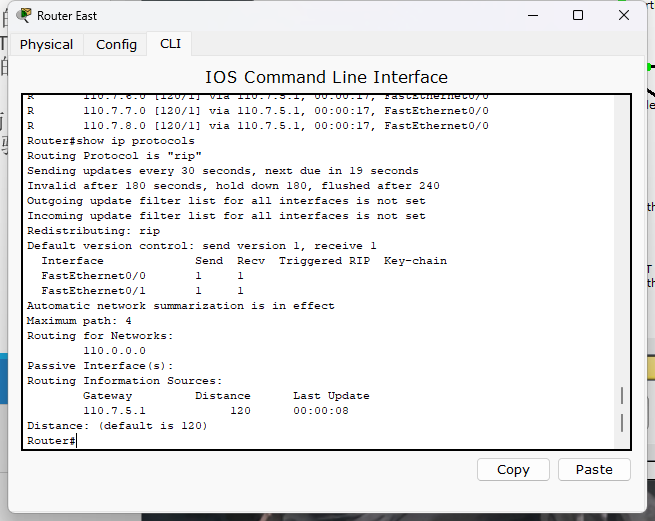 Router East
Physical Config CLI
IOS Command Line Interface
R 110.7.6.0 [120/1] via 110.7.5.1, 00:00:17, FastEthernet0/0
R 110.7.7.0 [120/1] via 110.7.5.1, 00:00:17, FastEthernet0/0
R 110.7.8.0 [120/1] via 110.7.5.1, 00:00:17, FastEthernet0/0
Router#show ip protocols
Routing Protocol is "rip"
Sending updates every 30 seconds, next due in 19 seconds
Invalid after 180 seconds, hold down 180, flushed after 240
Outgoing update filter list for all interfaces is not set
Incoming update filter list for all interfaces is not set
Redistributing: rip
Default version control: send version 1, receive 1
Interface Send Recv Triggered RIP Key-chain
FastEthernet0/0 1 1
FastEthernet0/1 1 1
Automatic network summarization is in effect
Maximum path: 4
Routing for Networks:
110.0.0.0
Passive Interface(s):
Routing Information Sources:
Gateway Distance Last Update
110.7.5.1 120 00:00:08
Distance: (default is 120)
Router#
Copy Paste